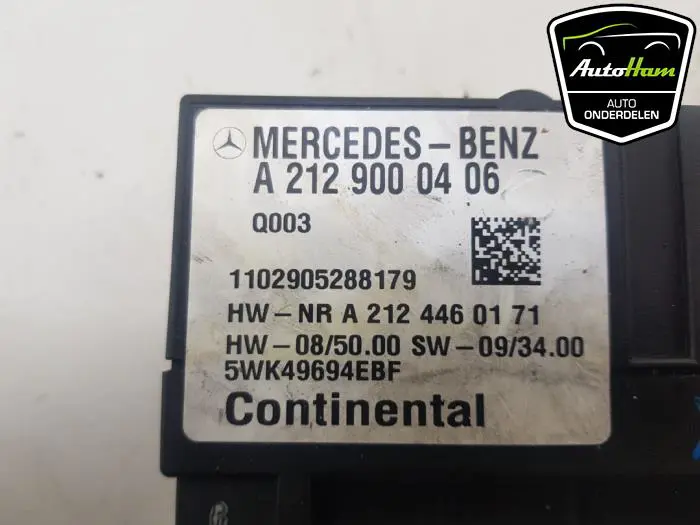 AutoHam
AUTO
ONDERDELEN
MERCEDES-BENZ
A 212 900 04 06
Q003
1102905288179
HW-NR A 212 446 01 71
HW-08/50.00 SW-09/34.00
5WK49694EBF
Continental